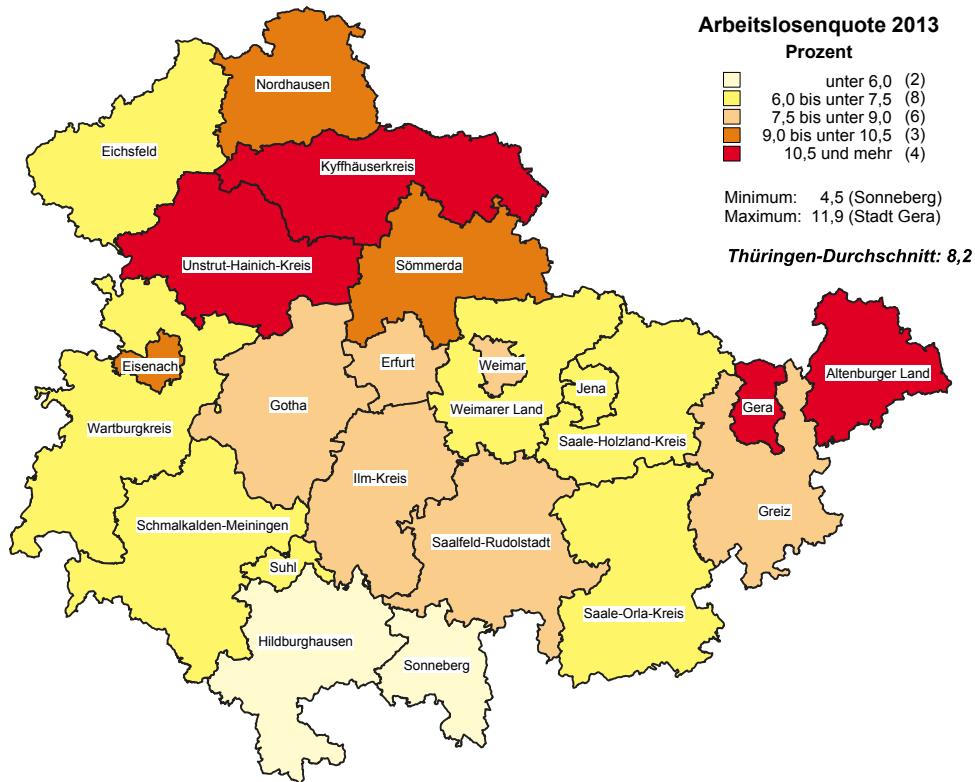 Arbeitslosenquote 2013
Prozent
unter 6,0 (2)
6,0 bis unter 7,5 (8)
7,5 bis unter 9,0 (6)
9,0 bis unter 10,5 (3)
10,5 und mehr (4)
Minimum: 4,5 (Sonneberg)
Maximum: 11,9 (Stadt Gera)
Thüringen-Durchschnitt: 8,2
Nordhausen
Eichsfeld
Kyffhäuserkreis
Unstrut-Hainich-Kreis
Sömmerda
Eisenach
Erfurt
Weimar
Jena
Altenburger Land
Gotha
Weimarer Land
Gera
Wartburgkreis
Saale-Holzland-Kreis
Ilm-Kreis
Greiz
Schmalkalden-Meiningen
Saalfeld-Rudolstadt
Suhl
Saale-Orla-Kreis
Hildburghausen
Sonneberg